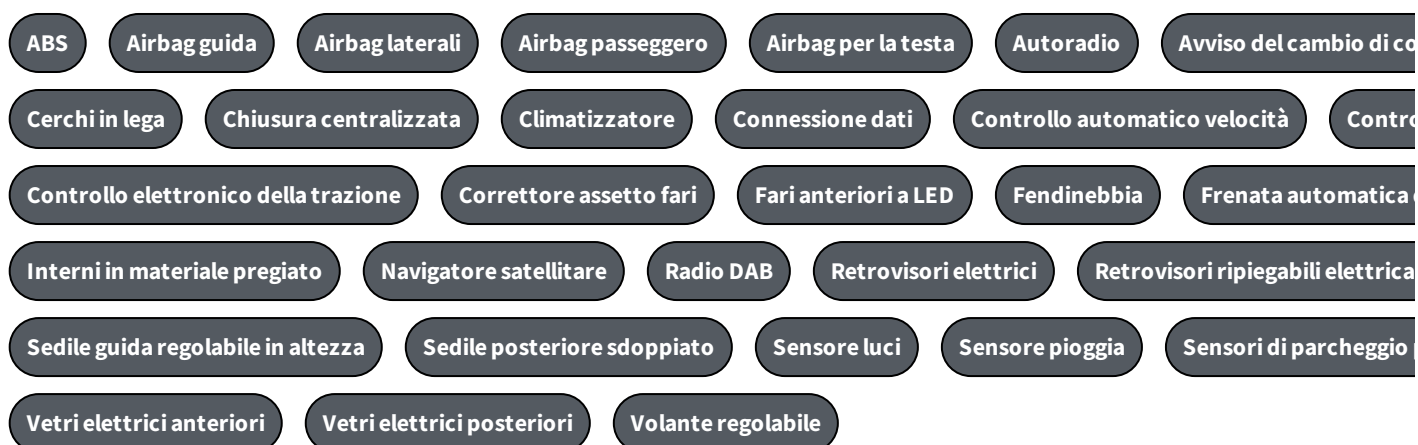 ABS Airbag guida Airbag laterali Airbag passeggero Airbag per la testa Autoradio Avviso del cambio di
Cerchi in lega Chiusura centralizzata Climatizzatore Connessione dati Controllo automatico velocità
Controllo elettronico della trazione Correttore assetto fari Fari anteriori a LED Fendinebbia Frenata automatica
Interni in materiale pregiato Navigatore satellitare Radio DAB Retrovisori elettrici Retrovisori ripiegabili
Sedile guida regolabile in altezza Sedile posteriore sdoppiato Sensore luci Sensore pioggia Sensori di parcheggio
Vetri elettrici anteriori Vetri elettrici posteriori Volante regolabile